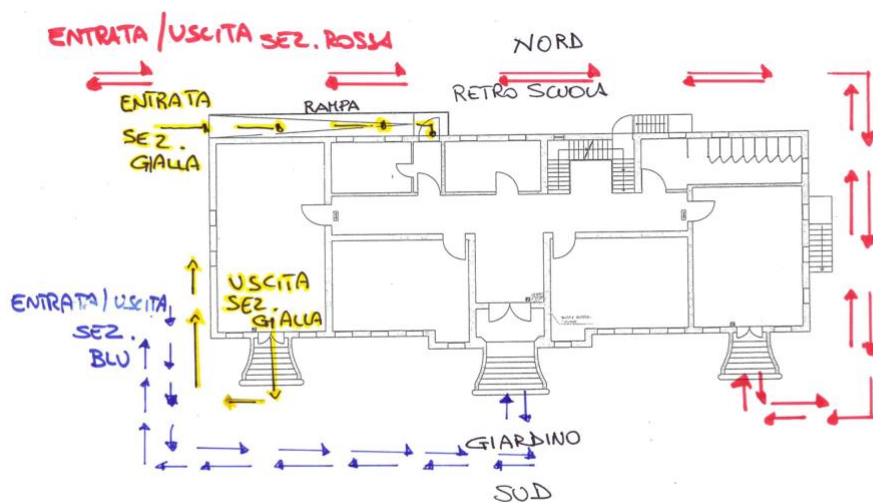 ENTRATA/USCITA SEZ. ROSSA
NORD
RETRO SCUOLA
ENTRATA
SEZ.
GIALLA
RAMPA
USCITA
SEZ.
GIALLA
ENTRATA/USCITA
SEZ.
BLU
GIARDINO
SUD